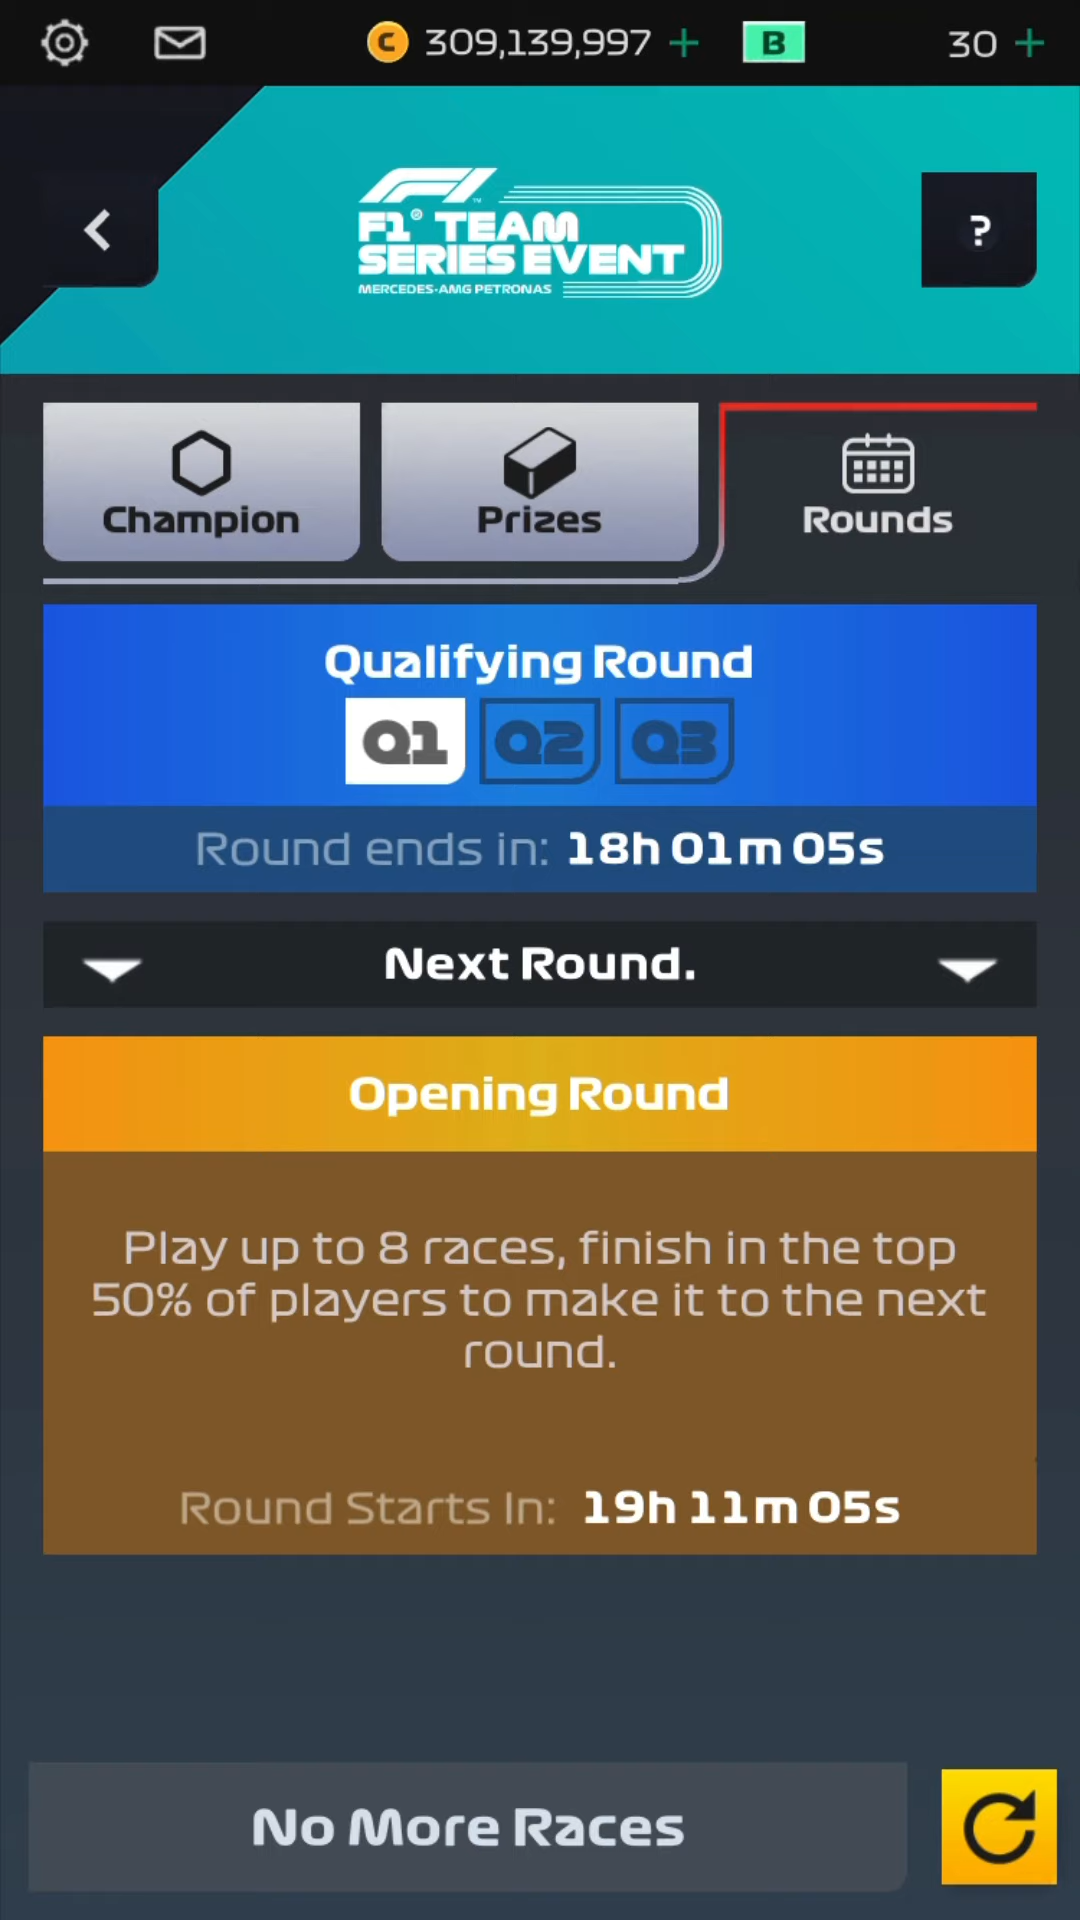 C 309,139,997 + B 30 +
F1® TEAM
SERIES EVENT
MERCEDES-AMG PETRONAS
?
Champion
Prizes
Rounds
Qualifying Round
Q1 Q2 Q3
Round ends in: 18h 01m 05s
Next Round.
Opening Round
Play up to 8 races, finish in the top
50% of players to make it to the next
round.
Round Starts In: 19h 11m 05s
No More Races